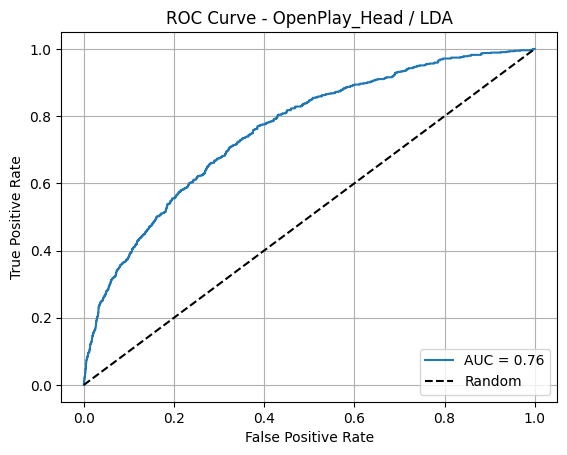 ROC Curve - OpenPlay_Head / LDA
True Positive Rate
1.0
0.8
0.6
0.4
0.2
0.0
AUC = 0.76
Random
0.0 0.2 0.4 0.6 0.8 1.0
False Positive Rate